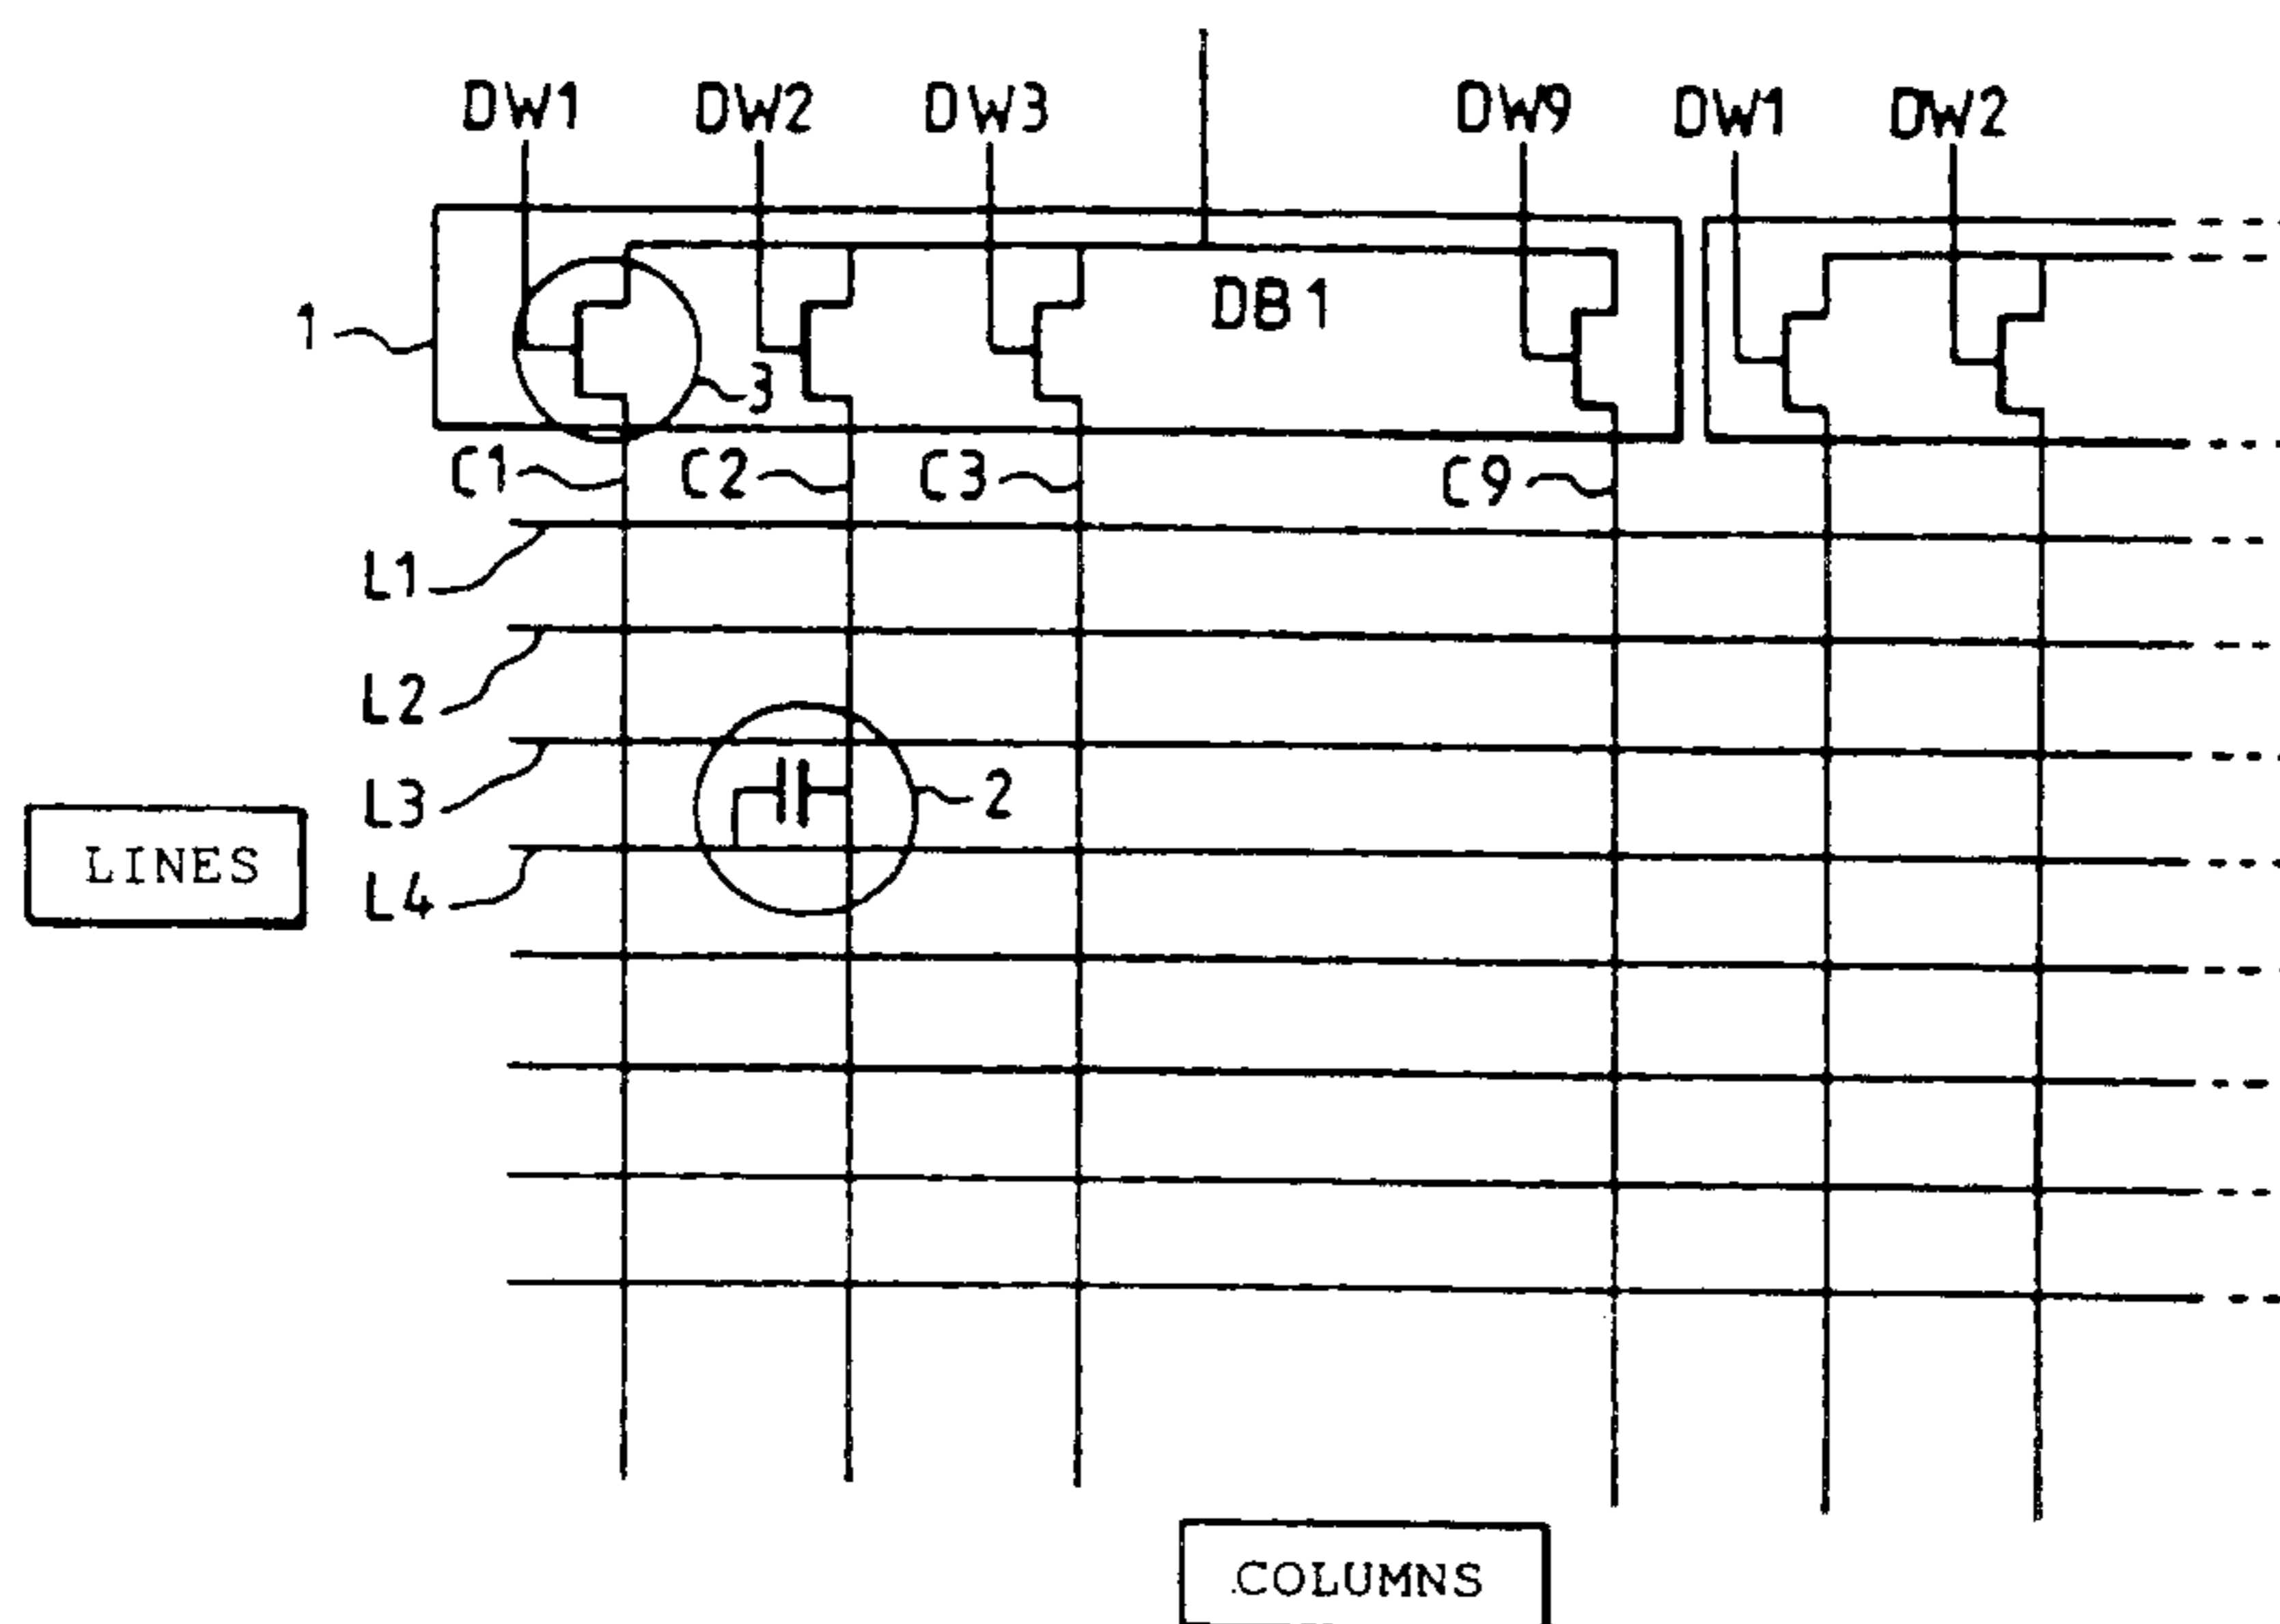 DW1 DW2 DW3 DW9 DW1 DW2
1 DB1
3
C1 C2 C3 C9
L1
L2
L3 2
LINES L4
COLUMNS